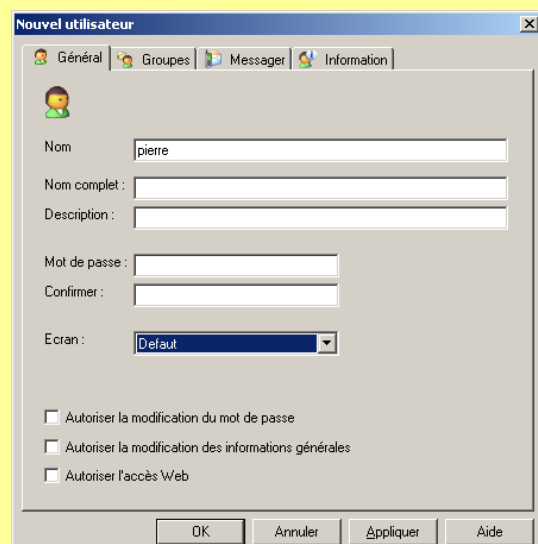 Nouvel utilisateur
Général Groupes Messager Information
Nom pierre
Nom complet :
Description :
Mot de passe :
Confirmer :
Ecran : Defaut
Autoriser la modification du mot de passe
Autoriser la modification des informations générales
Autoriser l'accès Web
OK Annuler Appliquer Aide